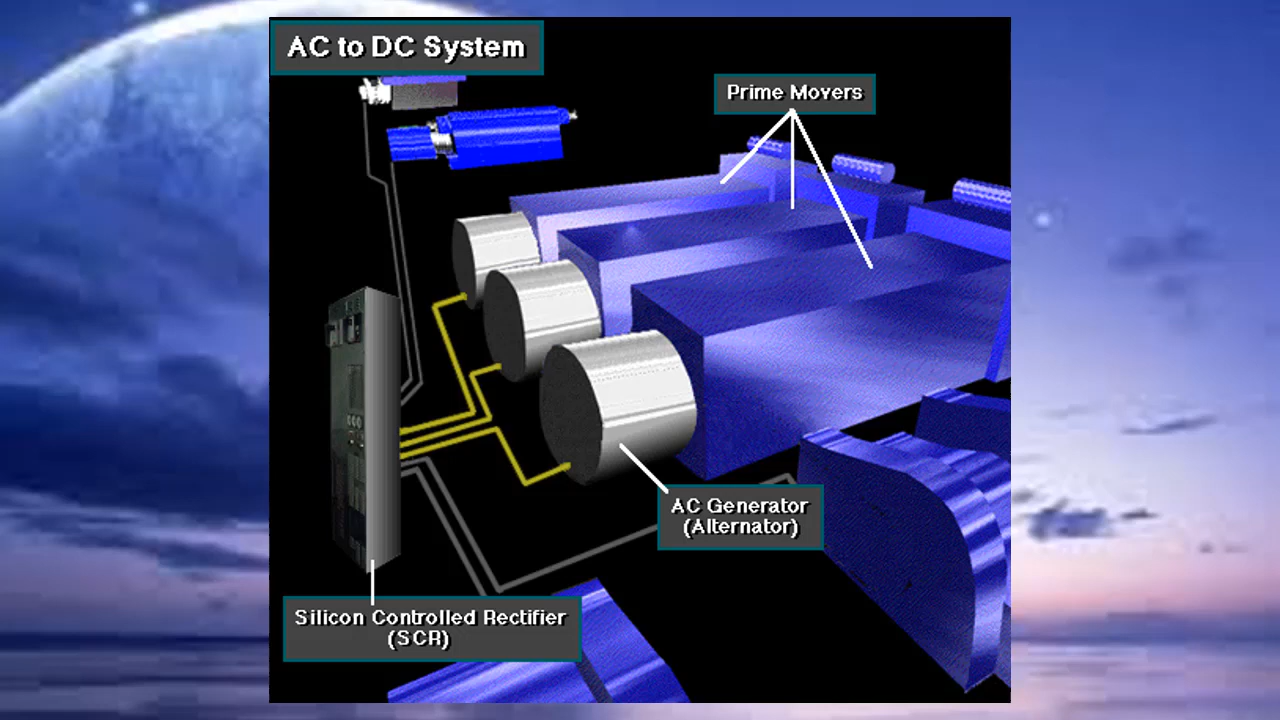 AC to DC System
Prime Movers
AC Generator
(Alternator)
Silicon Controlled Rectifier
(SCR)